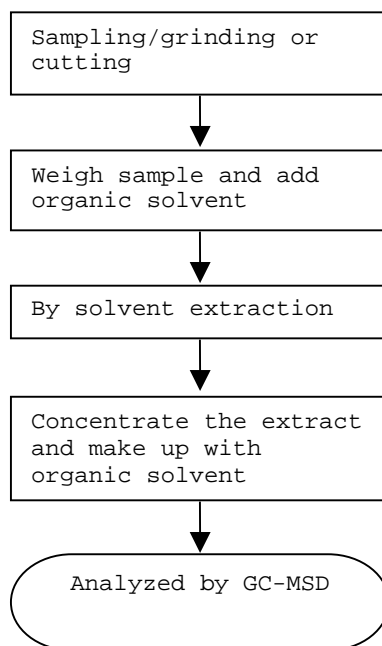 Sampling/grinding or
cutting
Weigh sample and add
organic solvent
By solvent extraction
Concentrate the extract
and make up with
organic solvent
Analyzed by GC-MSD